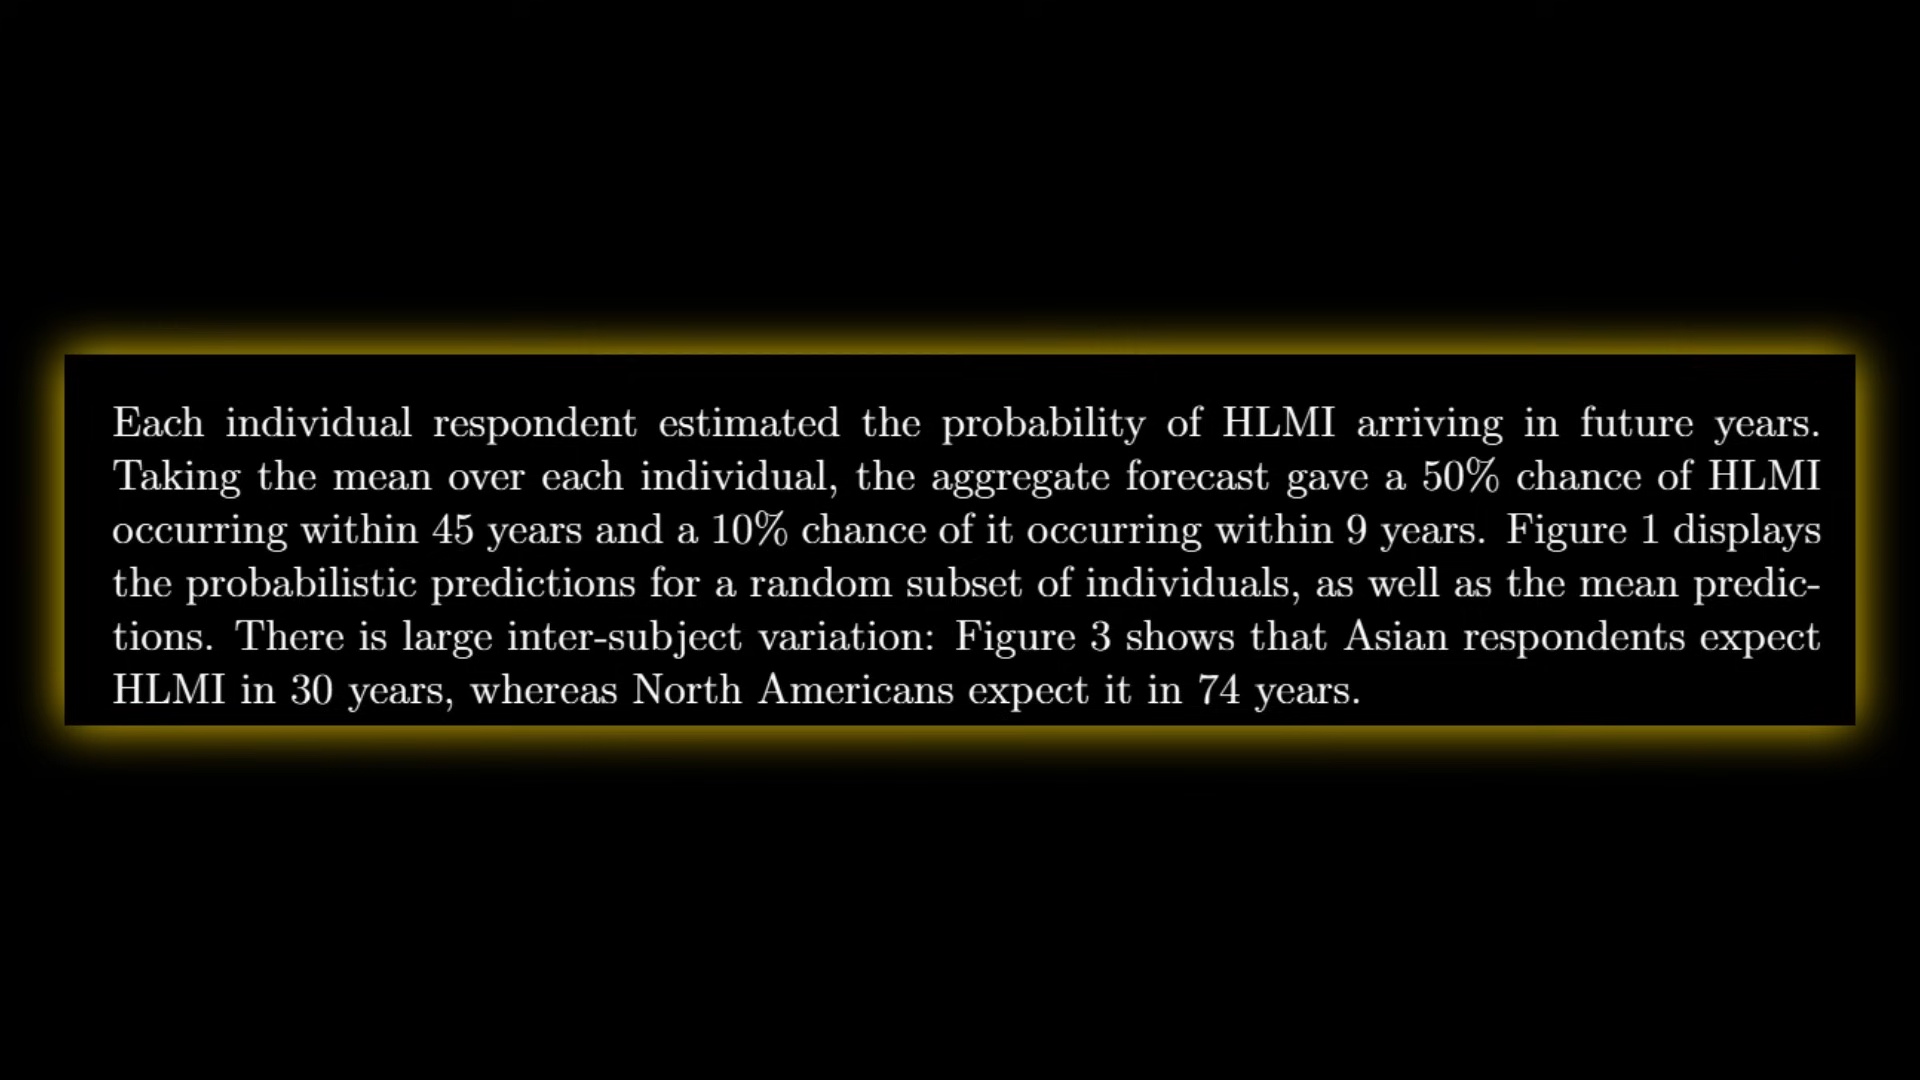 Each individual respondent estimated the probability of HLMI arriving in future years.
Taking the mean over each individual, the aggregate forecast gave a 50% chance of HLMI
occurring within 45 years and a 10% chance of it occurring within 9 years. Figure 1 displays
the probabilistic predictions for a random subset of individuals, as well as the mean predic-
tions. There is large inter-subject variation: Figure 3 shows that Asian respondents expect
HLMI in 30 years, whereas North Americans expect it in 74 years.